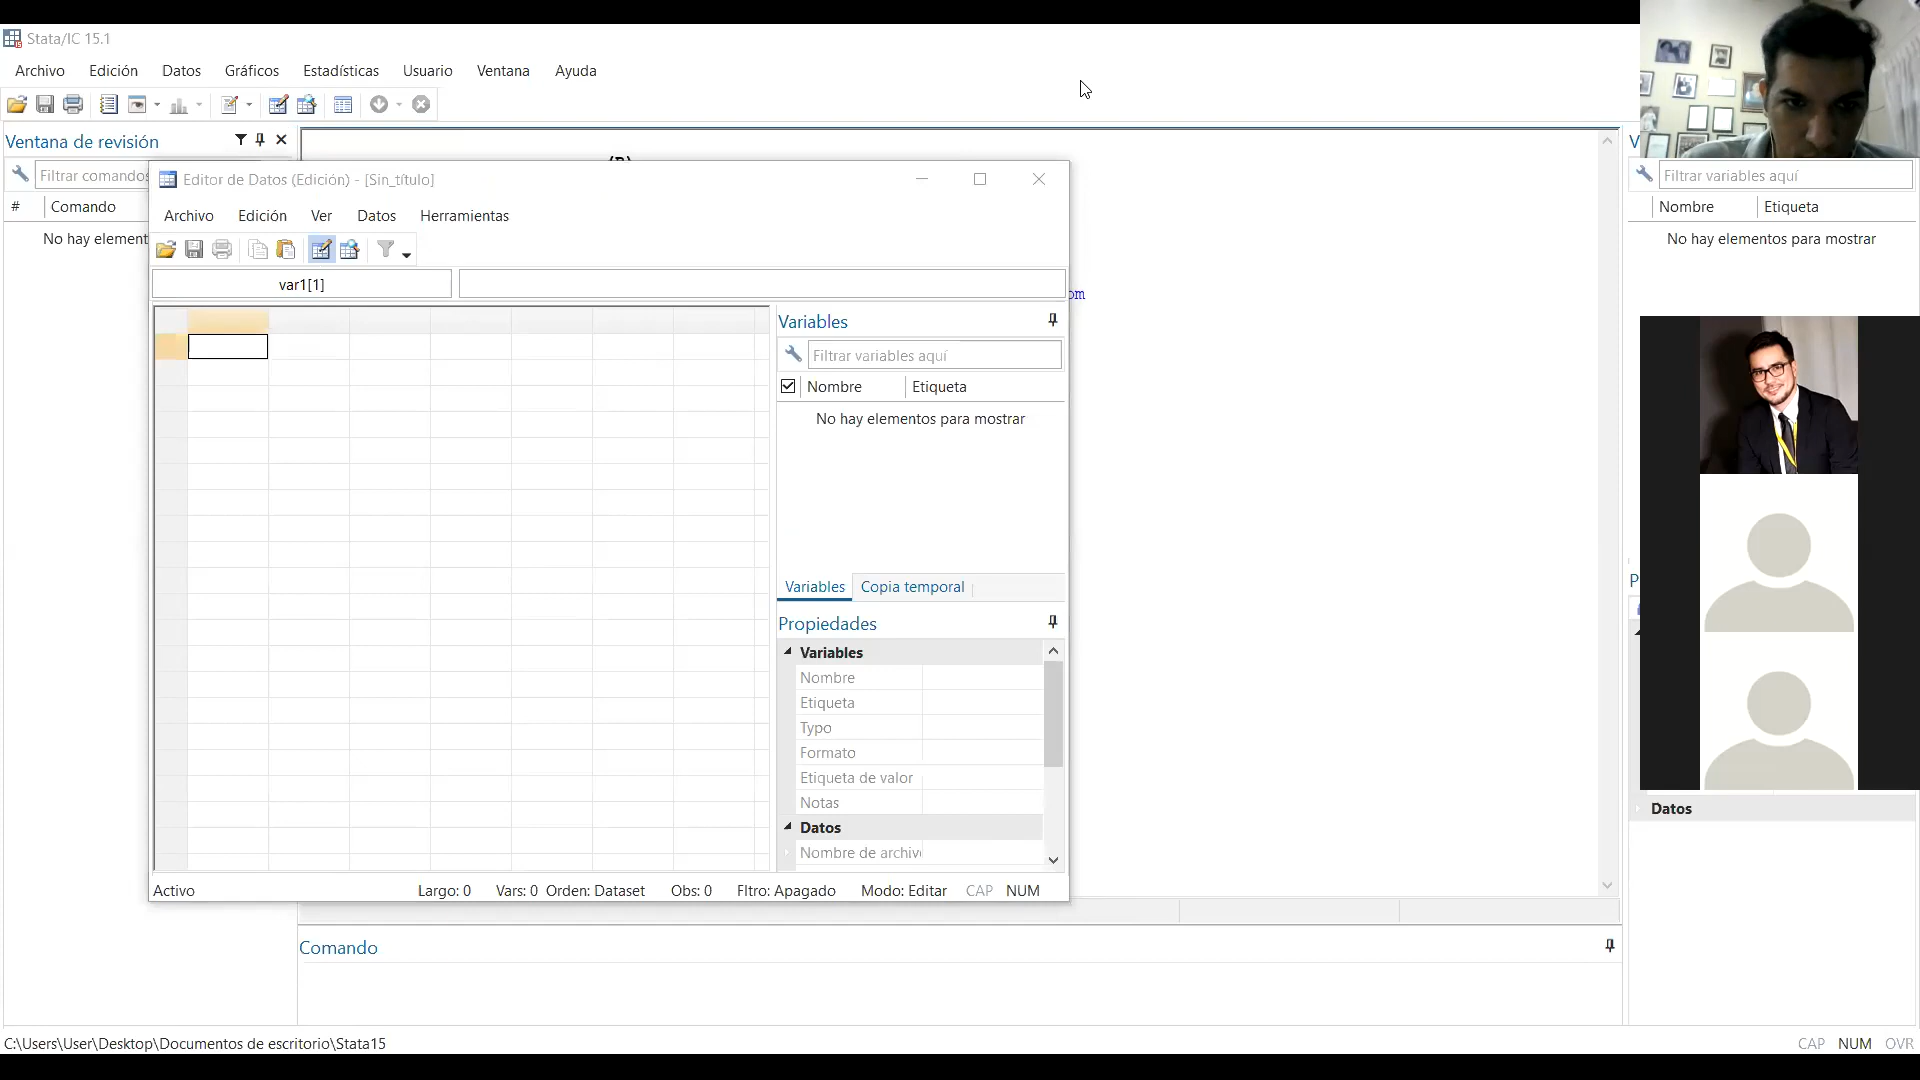 Stata/IC 15.1
Archivo Edición Datos Gráficos Estadísticas Usuario Ventana Ayuda
Ventana de revisión
Filtrar comandos
# Comando
No hay element
(R)
Editor de Datos (Edición) - [Sin_título]
Archivo Edición Ver Datos Herramientas
var1[1]
om
Variables
Filtrar variables aquí
Nombre Etiqueta
No hay elementos para mostrar
Variables Copia temporal
Propiedades
Variables
Nombre
Etiqueta
Typo
Formato
Etiqueta de valor
Notas
Datos
Nombre de archiv
Activo Largo: 0 Vars: 0 Orden: Dataset Obs: 0 Fltro: Apagado Modo: Editar CAP NUM
V
Filtrar variables aquí
Nombre Etiqueta
No hay elementos para mostrar
P
Datos
Comando
C:\Users\User\Desktop\Documentos de escritorio\Stata15
CAP NUM OVR